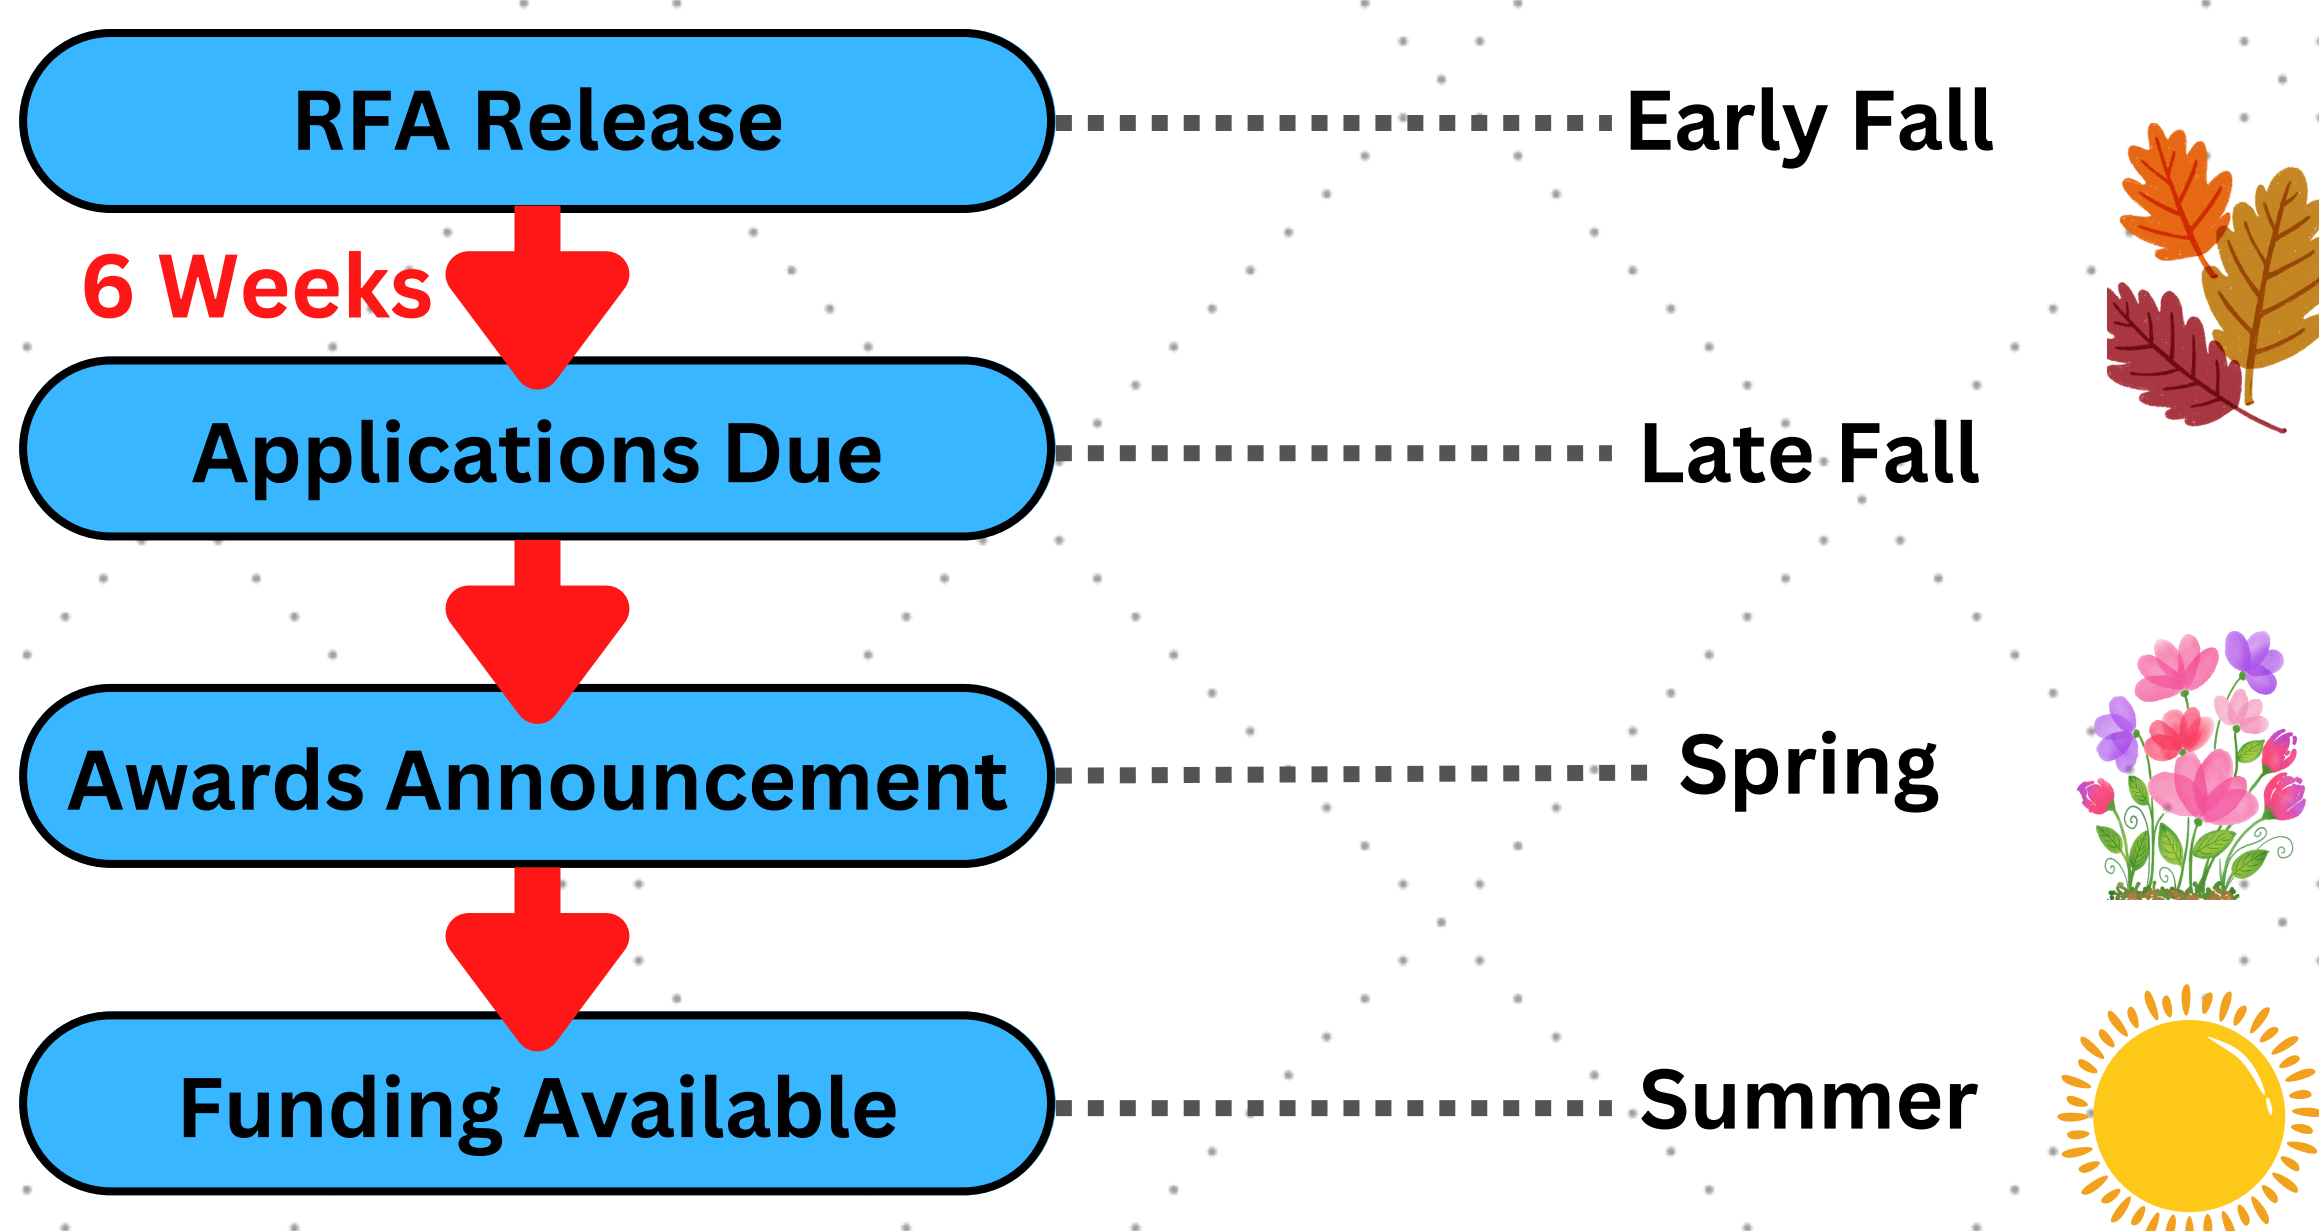 RFA Release
Early Fall
6 Weeks
Applications Due
Late Fall
Awards Announcement
Spring
Funding Available
Summer